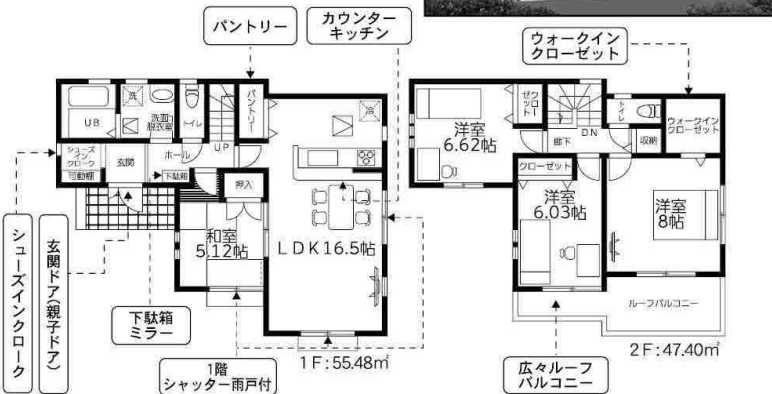 パントリー
カウンター
キッチン
ウォークイン
クローゼット
UB
洗
洗面
脱衣室
トイレ
パントリー
冷
シューズ
イン
クローク
可動棚
玄関
ホール
下駄箱
UP
押入
和室
5.12帖
LDK16.5帖
シューズインクローク
玄関ドア(親子ドア)
下駄箱
ミラー
1階
シャッター雨戸付
1F:55.48㎡
洋室
6.62帖
クロゼット
DN
廊下
トイレ
収納
ウォークイン
クローゼット
クローゼット
洋室
6.03帖
洋室
8帖
ルーフバルコニー
広々ルーフ
バルコニー
2F:47.40㎡